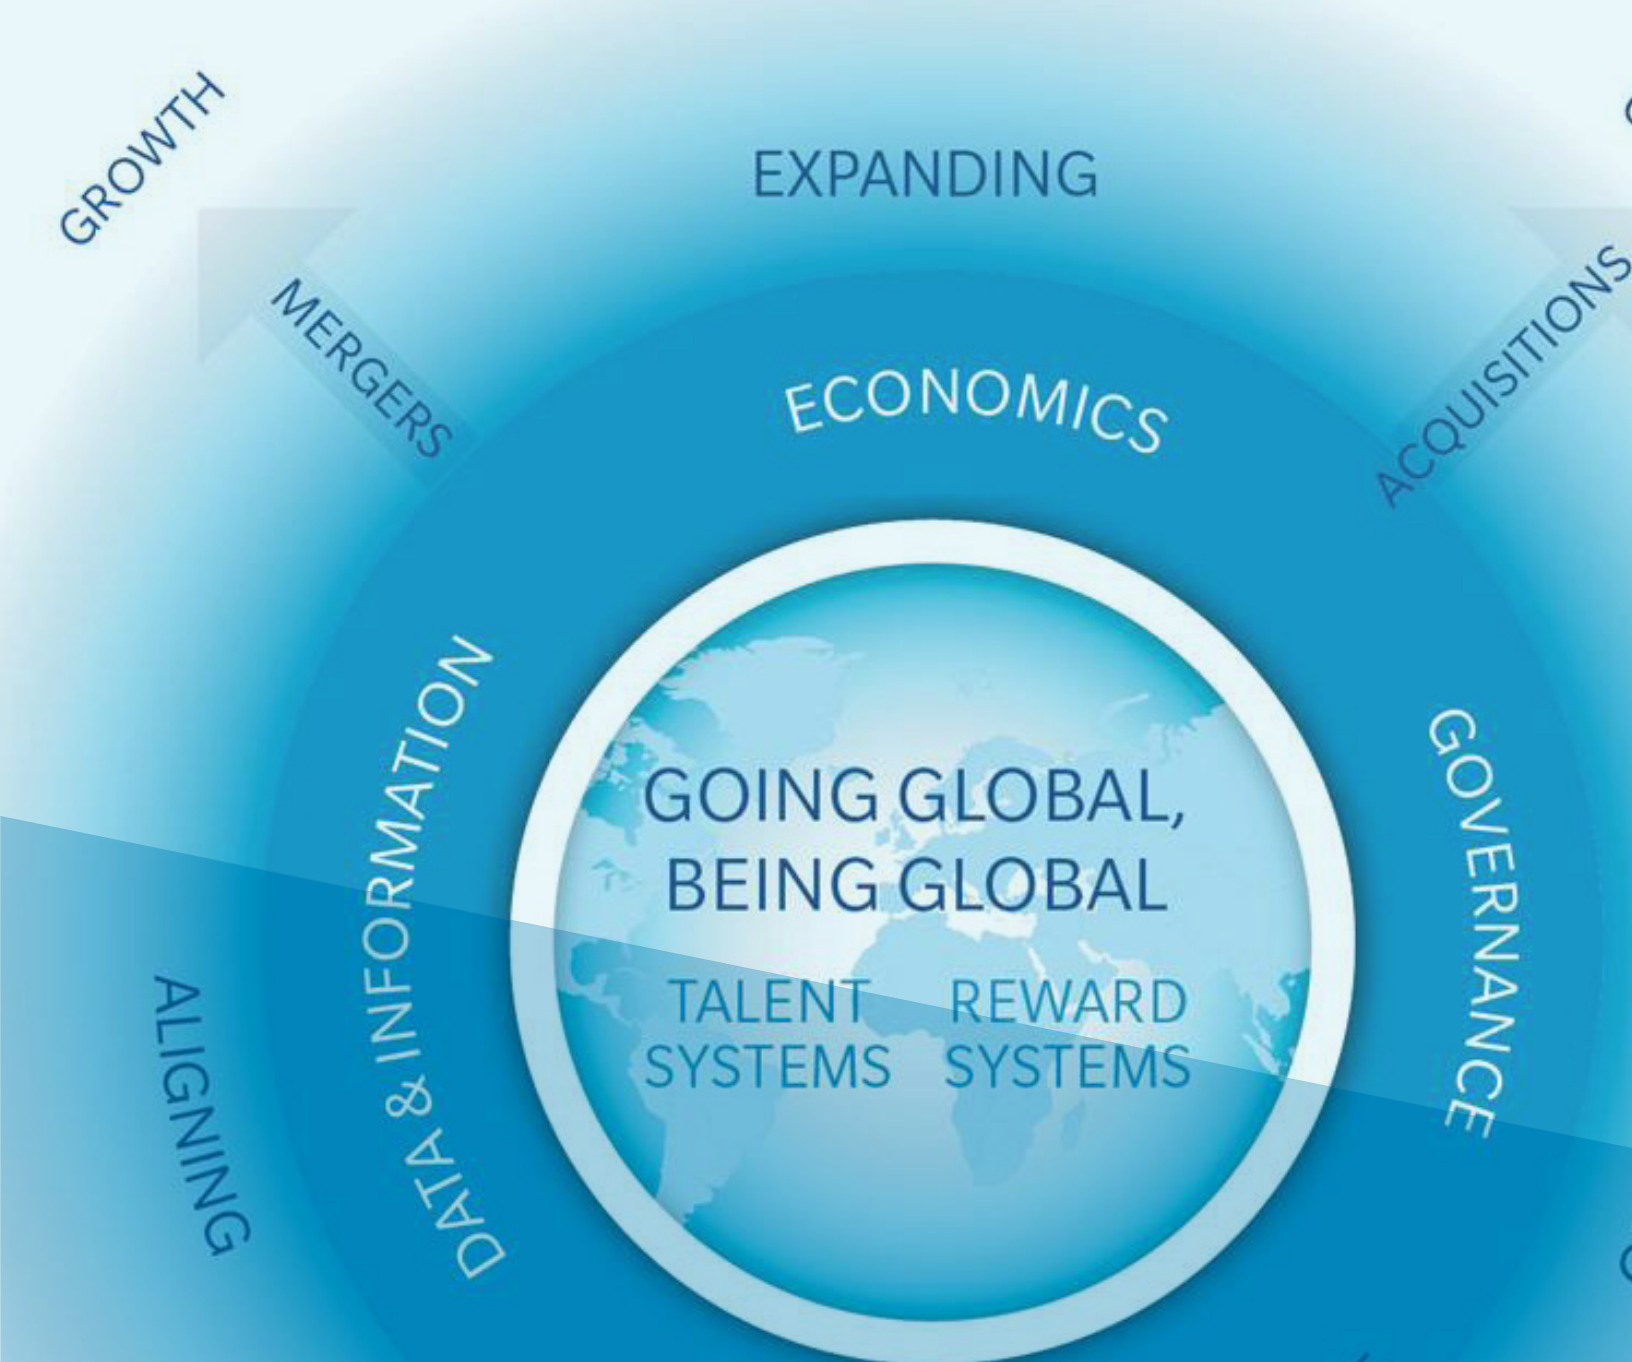 GROWTH
EXPANDING
MERGERS
ACQUISITIONS
ECONOMICS
DATA & INFORMATION
GOVERNANCE
GOING GLOBAL,
BEING GLOBAL
TALENT
SYSTEMS
REWARD
SYSTEMS
ALIGNING